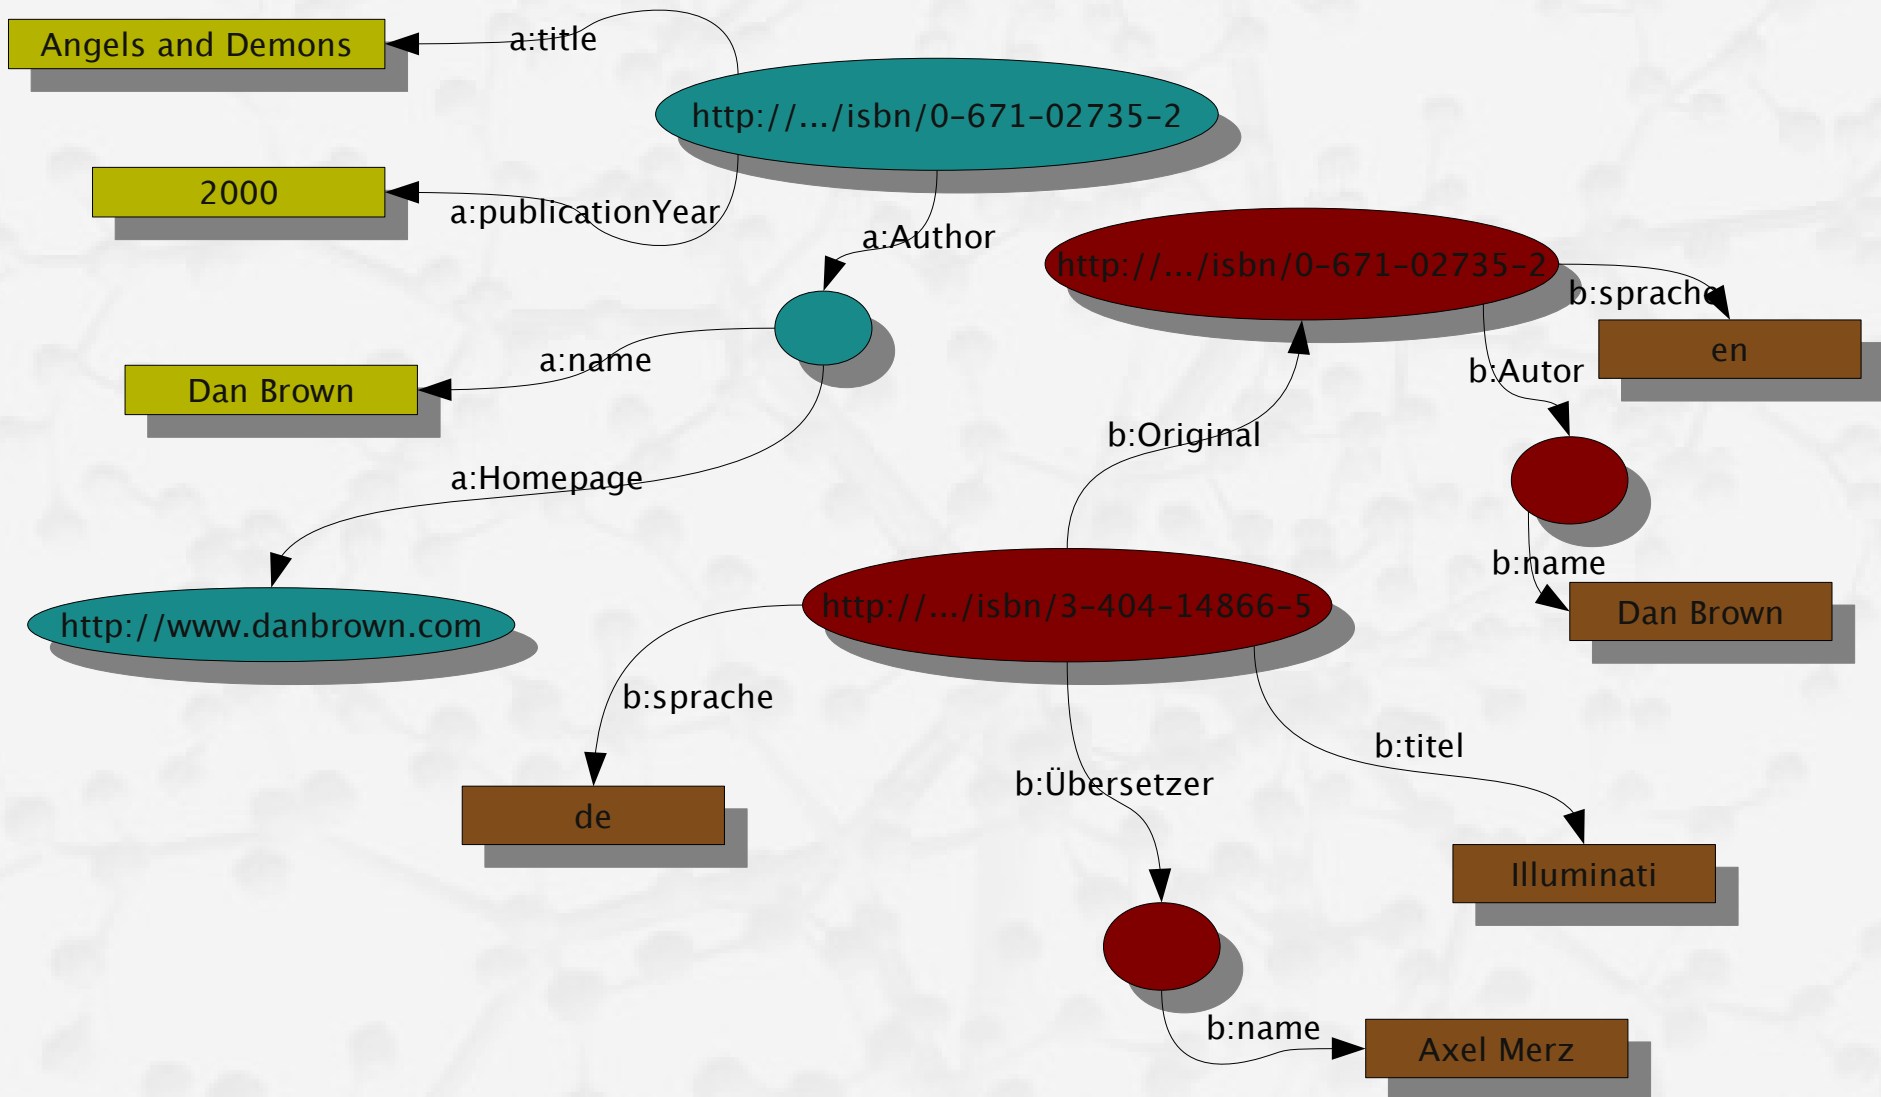 Angels and Demons
a:title
http://.../isbn/0-671-02735-2
2000
a:publicationYear
a:Author
http://.../isbn/0-671-02735-2
b:sprache
en
a:name
Dan Brown
b:Autor
b:Original
a:Homepage
b:name
Dan Brown
http://www.danbrown.com
http://.../isbn/3-404-14866-5
b:sprache
b:titel
b:Übersetzer
de
Illuminati
b:name
Axel Merz